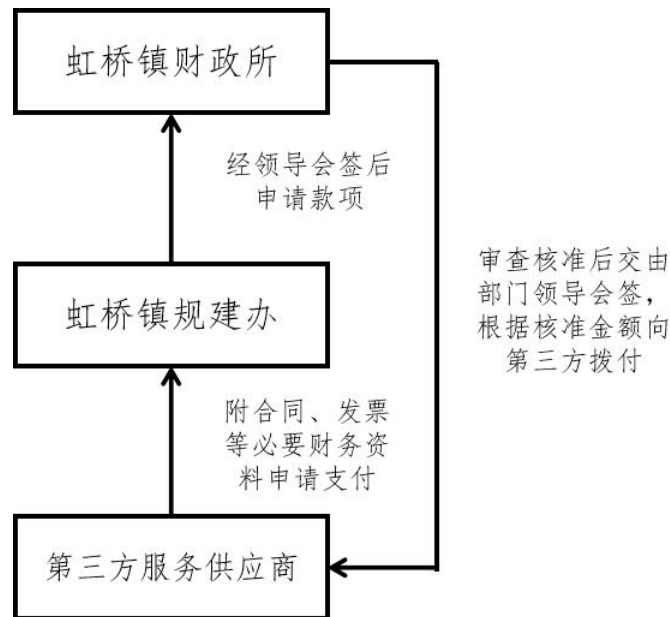 虹桥镇财政所
经领导会签后
申请款项
审查核准后交由
部门领导会签，
根据核准金额向
第三方拨付
虹桥镇规建办
附合同、发票
等必要财务资
料申请支付
第三方服务供应商